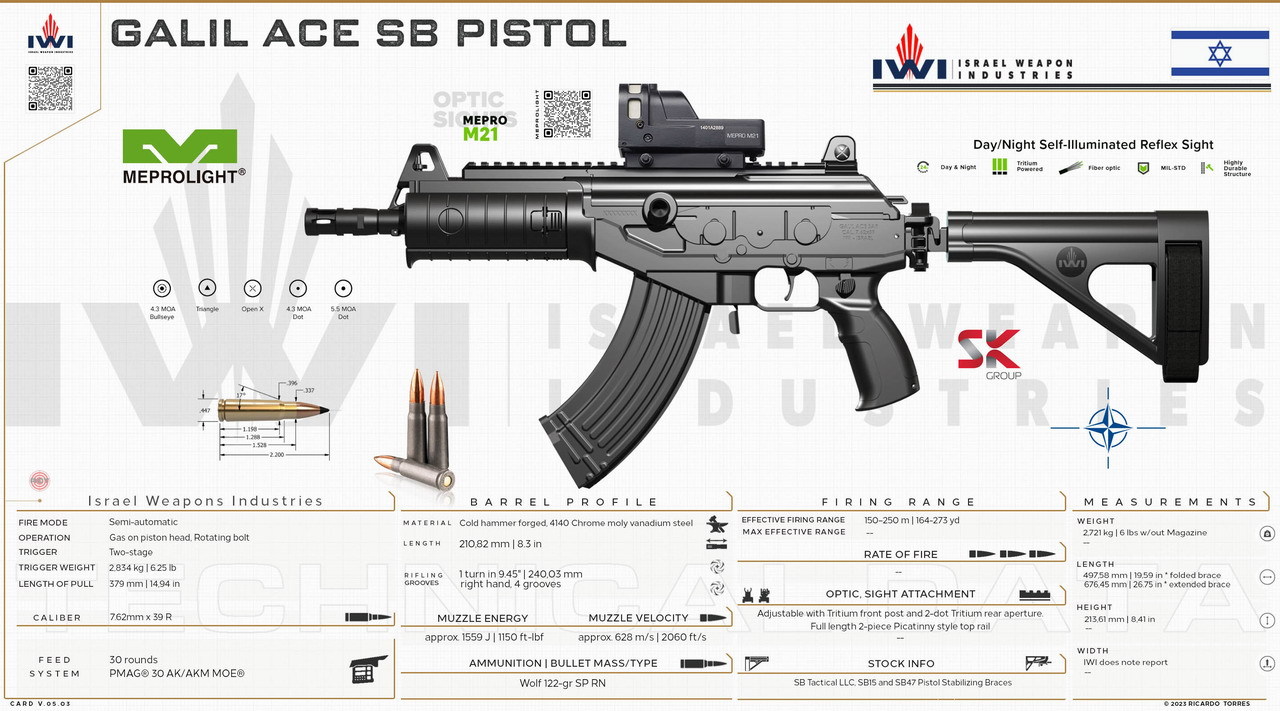 IWI
ISRAEL WEAPON INDUSTRIES
GALIL ACE SB PISTOL
IWI
ISRAEL WEAPON
INDUSTRIES
OPTIC
SIGHTS
MEPRO
M21
MEPROLIGHT
1401A2889
MEPRO M21
MEPROLIGHT®
Day/Night Self-Illuminated Reflex Sight
Day & Night
Tritium
Powered
Fiber optic
MIL-STD
Highly
Durable
Structure
IWI
4.3 MOA
Bullseye
Triangle
Open X
4.3 MOA
Dot
5.5 MOA
Dot
IWI
ISRAEL WEAPON
INDUSTRIES
SK
GROUP
.396
.337
17°
.447
1.198
1.288
1.528
2.200
Israel Weapons Industries
FIRE MODE Semi-automatic
OPERATION Gas on piston head, Rotating bolt
TRIGGER Two-stage
TRIGGER WEIGHT 2,834 kg | 6.25 lb
LENGTH OF PULL 379 mm | 14,94 in
CALIBER 7.62mm x 39 R
FEED
SYSTEM
30 rounds
PMAG® 30 AK/AKM MOE®
BARREL PROFILE
MATERIAL Cold hammer forged, 4140 Chrome moly vanadium steel
LENGTH 210,82 mm | 8.3 in
RIFLING
GROOVES
1 turn in 9.45" | 240,03 mm
right hand, 4 grooves
MUZZLE ENERGY
approx. 1559 J | 1150 ft-lbf
MUZZLE VELOCITY
approx. 628 m/s | 2060 ft/s
AMMUNITION | BULLET MASS/TYPE
Wolf 122-gr SP RN
FIRING RANGE
EFFECTIVE FIRING RANGE 150-250 m | 164-273 yd
MAX EFFECTIVE RANGE --
RATE OF FIRE
--
OPTIC, SIGHT ATTACHMENT
Adjustable with Tritium front post and 2-dot Tritium rear aperture.
Full length 2-piece Picatinny style top rail
--
STOCK INFO
SB Tactical LLC, SB15 and SB47 Pistol Stabilizing Braces
MEASUREMENTS
WEIGHT
2,721 kg | 6 lbs w/out Magazine
--
LENGTH
497,58 mm | 19,59 in * folded brace
676.45 mm | 26.75 in * extended brace
HEIGHT
213,61 mm | 8,41 in
--
WIDTH
IWI does note report
--
TECHNICAL DATA
CARD V.05.03
© 2023 RICARDO TORRES